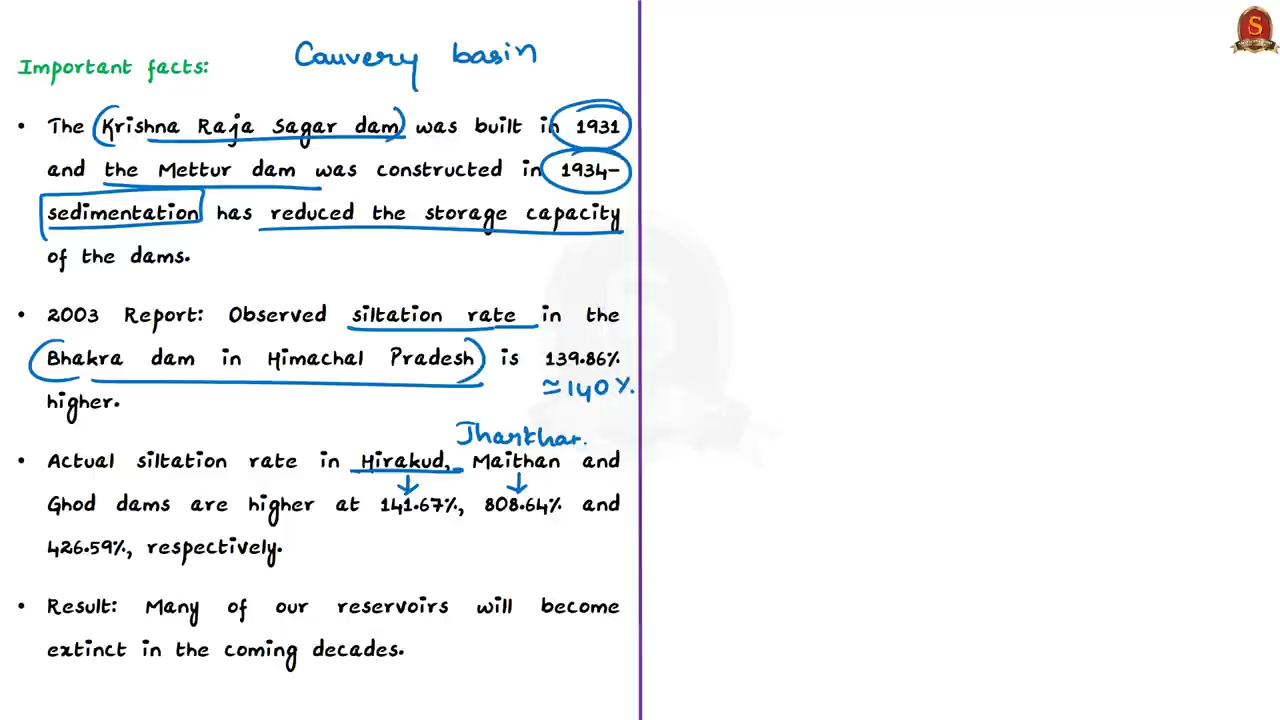 Important facts:
Cauvery basin
• The Krishna Raja Sagar dam was built in 1931
and the Mettur dam was constructed in 1934-
sedimentation has reduced the storage capacity
of the dams.
• 2003 Report: Observed siltation rate in the
Bhakra dam in Himachal Pradesh is 139.86%
≈140%.
higher.
Jharkhan.
• Actual siltation rate in Hirakud, Maithan and
Ghod dams are higher at 141.67%, 808.64% and
426.59%, respectively.
• Result: Many of our reservoirs will become
extinct in the coming decades.
S